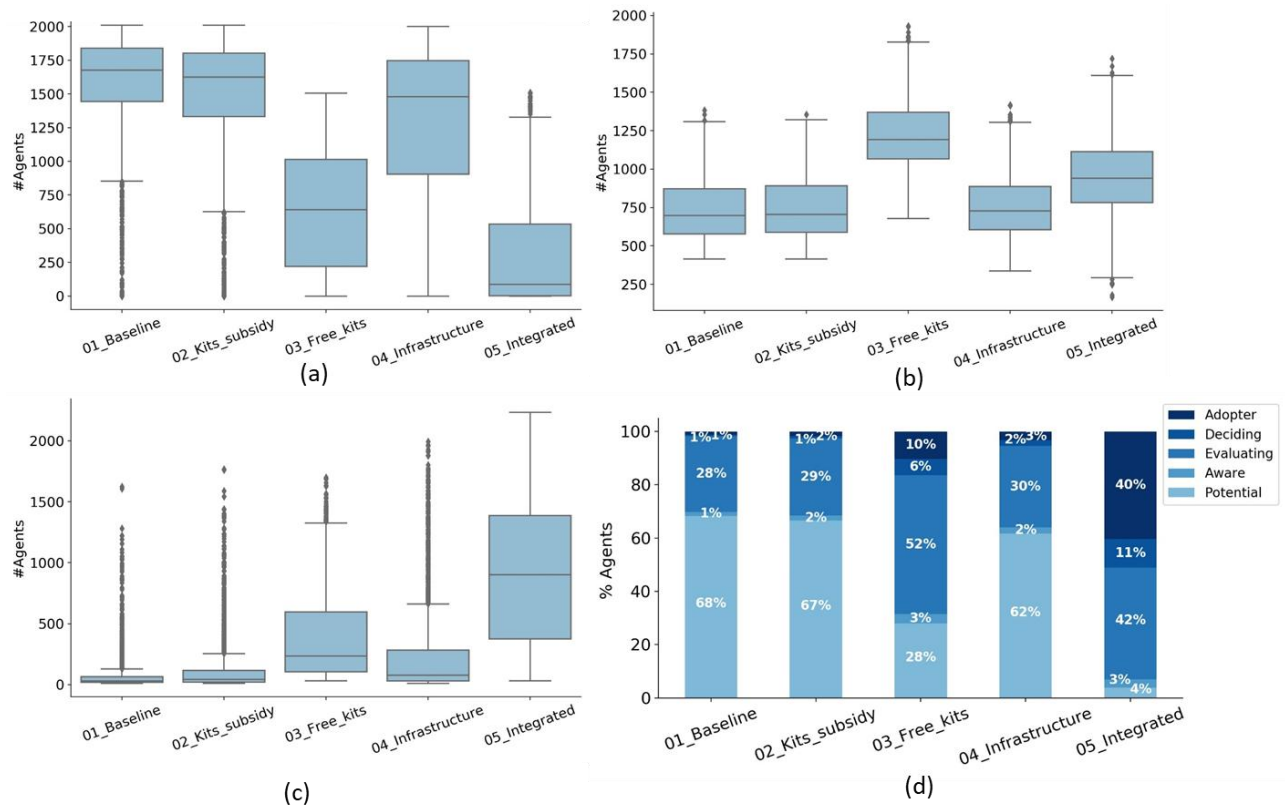 2000
1750
1500
1250
1000
750
500
250
0
#Agents
01_Baseline
02_Kits_subsidy
03_Free_kits
04_Infrastructure
05_Integrated
(a)
2000
1750
1500
1250
1000
750
500
250
#Agents
01_Baseline
02_Kits_subsidy
03_Free_kits
04_Infrastructure
05_Integrated
(b)
2000
1500
1000
500
0
#Agents
01_Baseline
02_Kits_subsidy
03_Free_kits
04_Infrastructure
05_Integrated
(c)
Adopter
Deciding
Evaluating
Aware
Potential
100
80
60
40
20
0
% Agents
1% 1%
28%
1%
68%
1% 2%
29%
2%
67%
10%
6%
52%
3%
28%
2% 3%
30%
2%
62%
40%
11%
42%
3%
4%
01_Baseline
02_Kits_subsidy
03_Free_kits
04_Infrastructure
05_Integrated
(d)